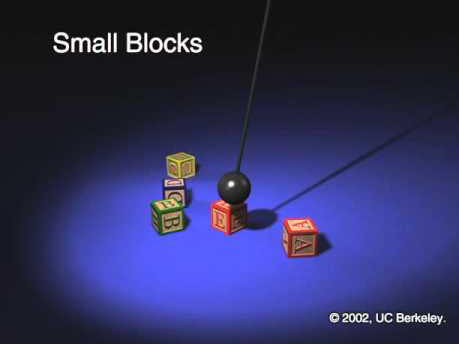 Small Blocks
C
B
E
F A
© 2002, UC Berkeley.